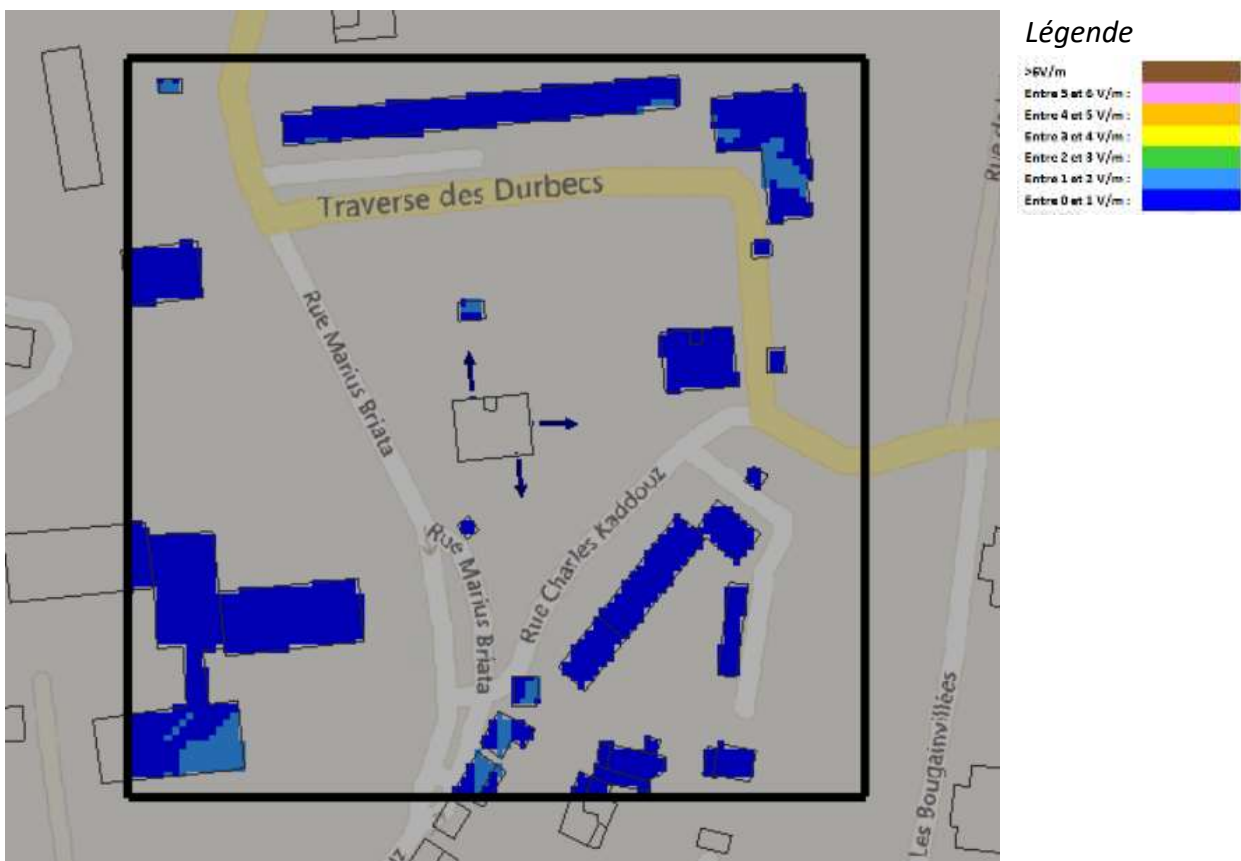 Légende
>6V/m
Entre 5 et 6 V/m :
Entre 4 et 5 V/m :
Entre 3 et 4 V/m :
Entre 2 et 3 V/m :
Entre 1 et 2 V/m :
Entre 0 et 1 V/m :
Rue de
Traverse des Durbecs
Rue Marius Briata
Rue Charles Kaddouz
Rue Marius Briata
Les Bougainvillées